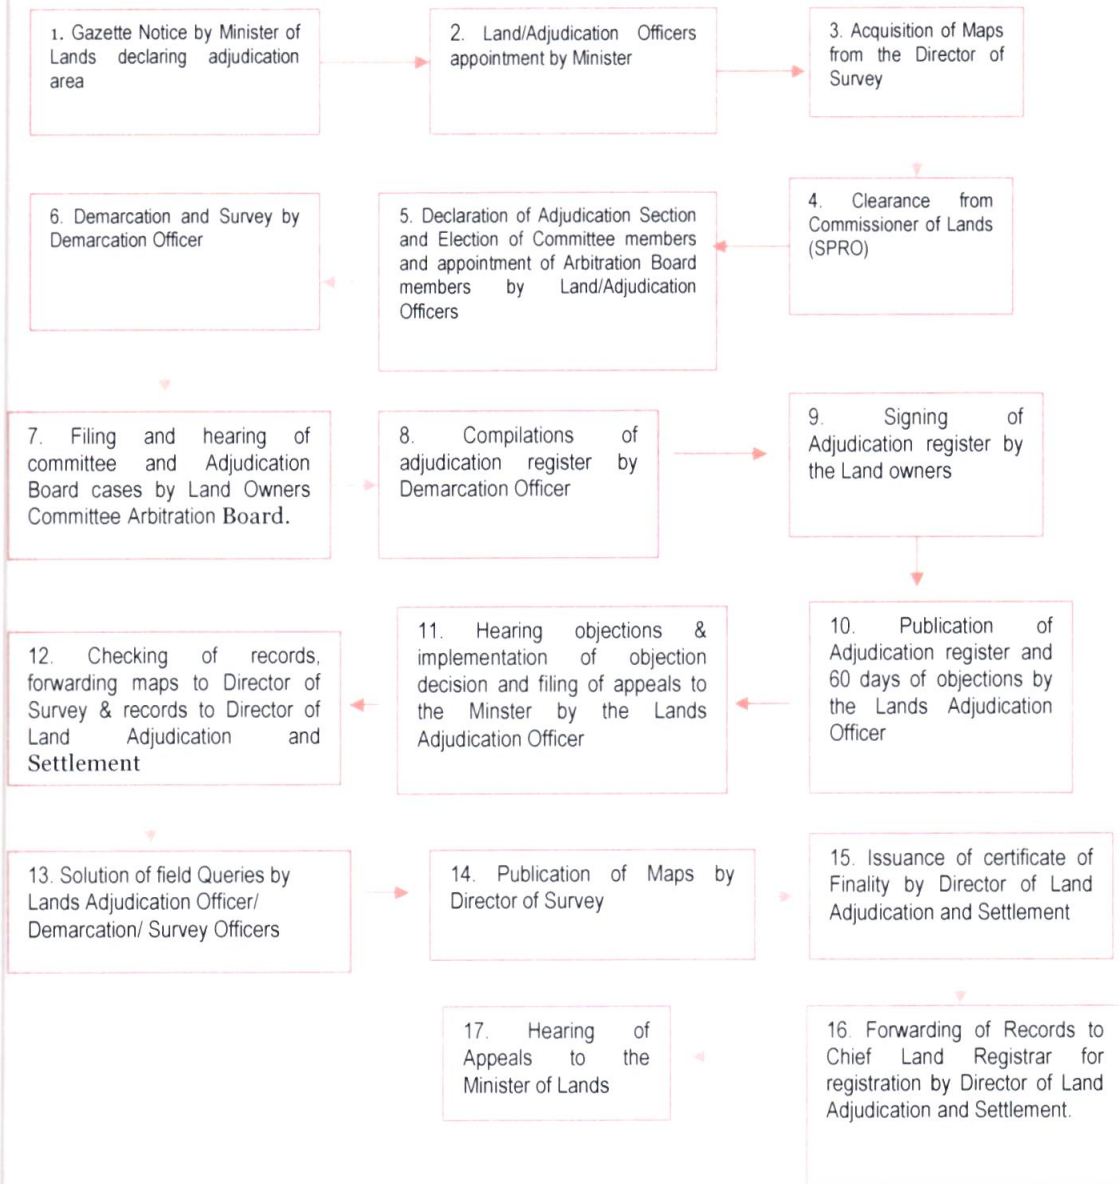 1. Gazette Notice by Minister of
Lands declaring adjudication
area
2. Land/Adjudication Officers
appointment by Minister
3. Acquisition of Maps
from the Director of
Survey
4. Clearance from
Commissioner of Lands
(SPRO)
5. Declaration of Adjudication Section
and Election of Committee members
and appointment of Arbitration Board
members by Land/Adjudication
Officers
6. Demarcation and Survey by
Demarcation Officer
7. Filing and hearing of
committee and Adjudication
Board cases by Land Owners
Committee Arbitration Board.
8. Compilations of
adjudication register by
Demarcation Officer
9. Signing of
Adjudication register by
the Land owners
10. Publication of
Adjudication register and
60 days of objections by
the Lands Adjudication
Officer
11. Hearing objections &
implementation of objection
decision and filing of appeals to
the Minster by the Lands
Adjudication Officer
12. Checking of records,
forwarding maps to Director of
Survey & records to Director of
Land Adjudication and
Settlement
13. Solution of field Queries by
Lands Adjudication Officer/
Demarcation/ Survey Officers
14. Publication of Maps by
Director of Survey
15. Issuance of certificate of
Finality by Director of Land
Adjudication and Settlement
16. Forwarding of Records to
Chief Land Registrar for
registration by Director of Land
Adjudication and Settlement.
17. Hearing of
Appeals to the
Minister of Lands